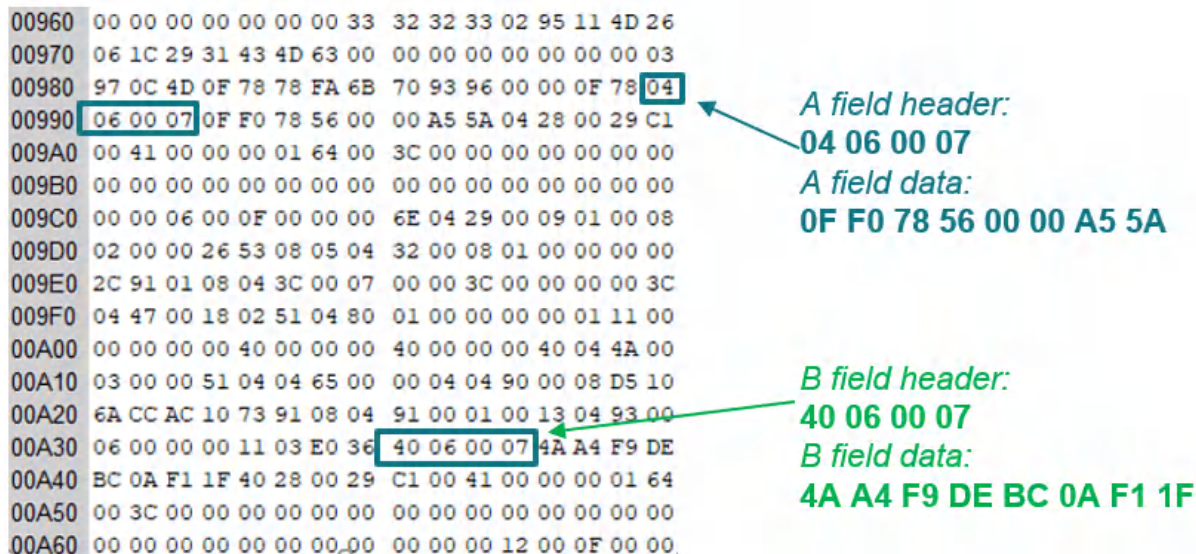 00960 00 00 00 00 00 00 00 33 32 32 33 02 95 11 4D 26
00970 06 1C 29 31 43 4D 63 00 00 00 00 00 00 00 00 03
00980 97 0C 4D 0F 78 78 FA 6B 70 93 96 00 00 0F 78 04
00990 06 00 07 0F F0 78 56 00 00 A5 5A 04 28 00 29 C1
009A0 00 41 00 00 00 01 64 00 3C 00 00 00 00 00 00 00
009B0 00 00 00 00 00 00 00 00 00 00 00 00 00 00 00 00
009C0 00 00 06 00 0F 00 00 00 6E 04 29 00 09 01 00 08
009D0 02 00 00 26 53 08 05 04 32 00 08 01 00 00 00 00
009E0 2C 91 01 08 04 3C 00 07 00 00 3C 00 00 00 00 3C
009F0 04 47 00 18 02 51 04 80 01 00 00 00 00 01 11 00
00A00 00 00 00 00 40 00 00 00 40 00 00 00 40 04 4A 00
00A10 03 00 00 51 04 04 65 00 00 04 04 90 00 08 D5 10
00A20 6A CC AC 10 73 91 08 04 91 00 01 00 13 04 93 00
00A30 06 00 00 00 11 03 E0 36 40 06 00 07 4A A4 F9 DE
00A40 BC 0A F1 1F 40 28 00 29 C1 00 41 00 00 00 01 64
00A50 00 3C 00 00 00 00 00 00 00 00 00 00 00 00 00 00
00A60 00 00 00 00 00 00 00 00 00 00 00 12 00 0F 00 00
A field header:
04 06 00 07
A field data:
0F F0 78 56 00 00 A5 5A
B field header:
40 06 00 07
B field data:
4A A4 F9 DE BC 0A F1 1F